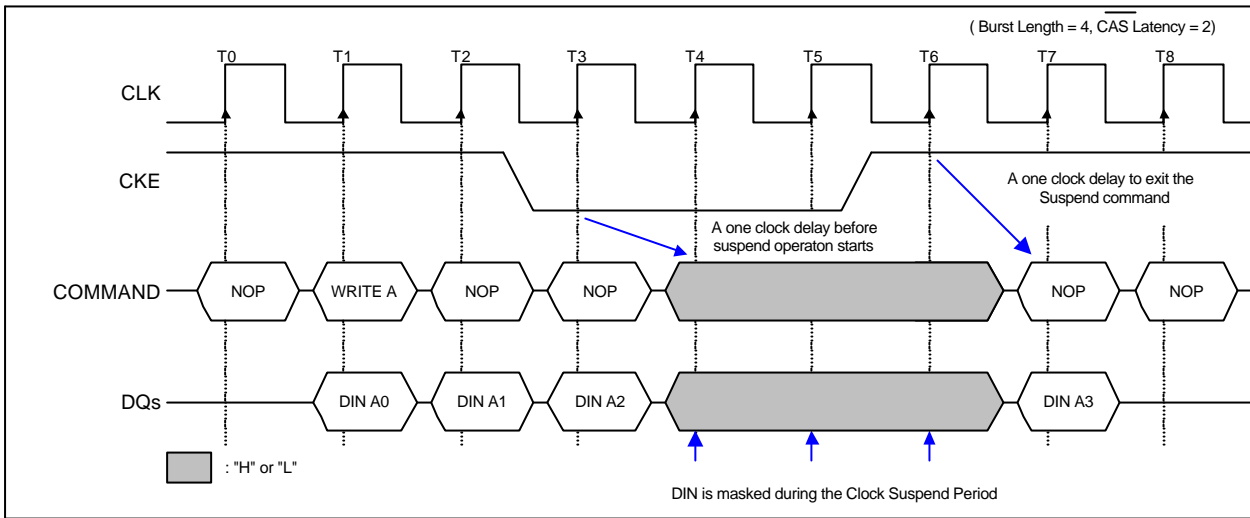 ( Burst Length = 4, CAS Latency = 2)
T0 T1 T2 T3 T4 T5 T6 T7 T8
CLK
CKE
A one clock delay to exit the
Suspend command
A one clock delay before
suspend operaton starts
COMMAND NOP WRITE A NOP NOP NOP NOP
DQs DIN A0 DIN A1 DIN A2 DIN A3
: "H" or "L"
DIN is masked during the Clock Suspend Period